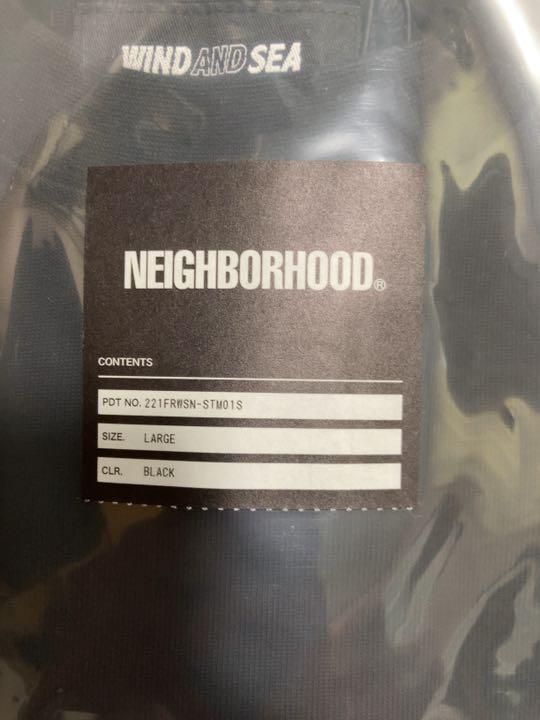 WIND AND SEA
NEIGHBORHOOD®
CONTENTS
PDT NO. 221FRWSN-STM01S
SIZE. LARGE
CLR. BLACK